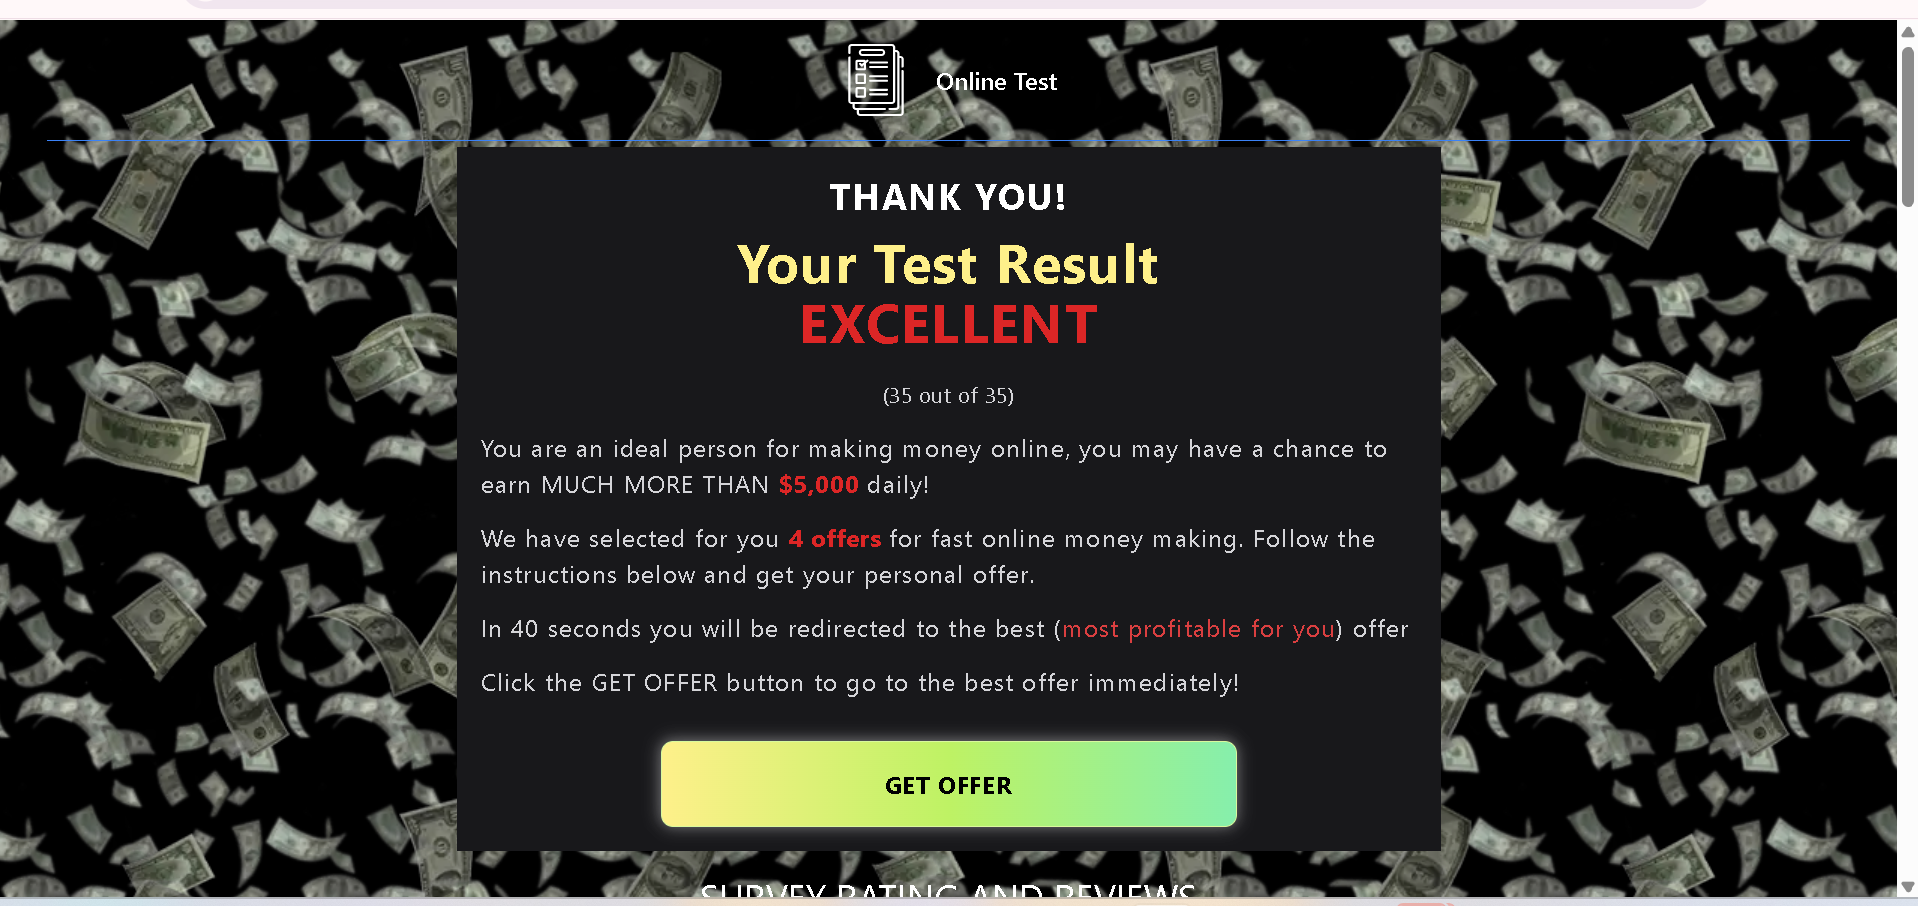 Online Test
THANK YOU!
Your Test Result
EXCELLENT
(35 out of 35)
You are an ideal person for making money online, you may have a chance to
earn MUCH MORE THAN $5,000 daily!
We have selected for you 4 offers for fast online money making. Follow the
instructions below and get your personal offer.
In 40 seconds you will be redirected to the best (most profitable for you) offer
Click the GET OFFER button to go to the best offer immediately!
GET OFFER
SURVEY RATING AND REVIEWS